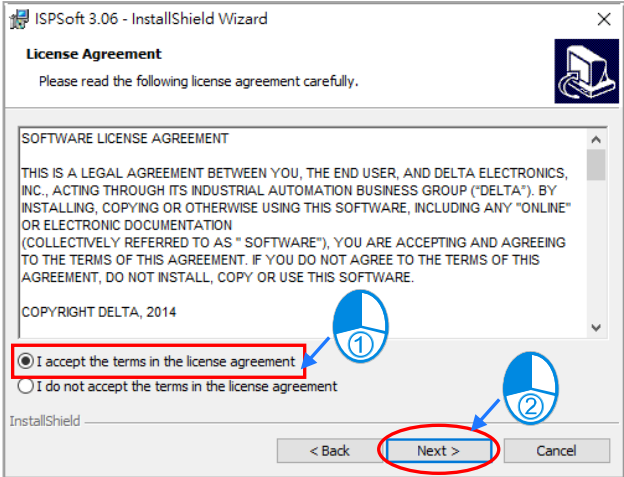 ISPSoft 3.06 - InstallShield Wizard
License Agreement
Please read the following license agreement carefully.
SOFTWARE LICENSE AGREEMENT
THIS IS A LEGAL AGREEMENT BETWEEN YOU, THE END USER, AND DELTA ELECTRONICS,
INC., ACTING THROUGH ITS INDUSTRIAL AUTOMATION BUSINESS GROUP ("DELTA"). BY
INSTALLING, COPYING OR OTHERWISE USING THIS SOFTWARE, INCLUDING ANY "ONLINE"
OR ELECTRONIC DOCUMENTATION
(COLLECTIVELY REFERRED TO AS " SOFTWARE"), YOU ARE ACCEPTING AND AGREEING
TO THE TERMS OF THIS AGREEMENT. IF YOU DO NOT AGREE TO THE TERMS OF THIS
AGREEMENT, DO NOT INSTALL, COPY OR USE THIS SOFTWARE.
COPYRIGHT DELTA, 2014
①
I accept the terms in the license agreement
I do not accept the terms in the license agreement
②
InstallShield
< Back
Next >
Cancel